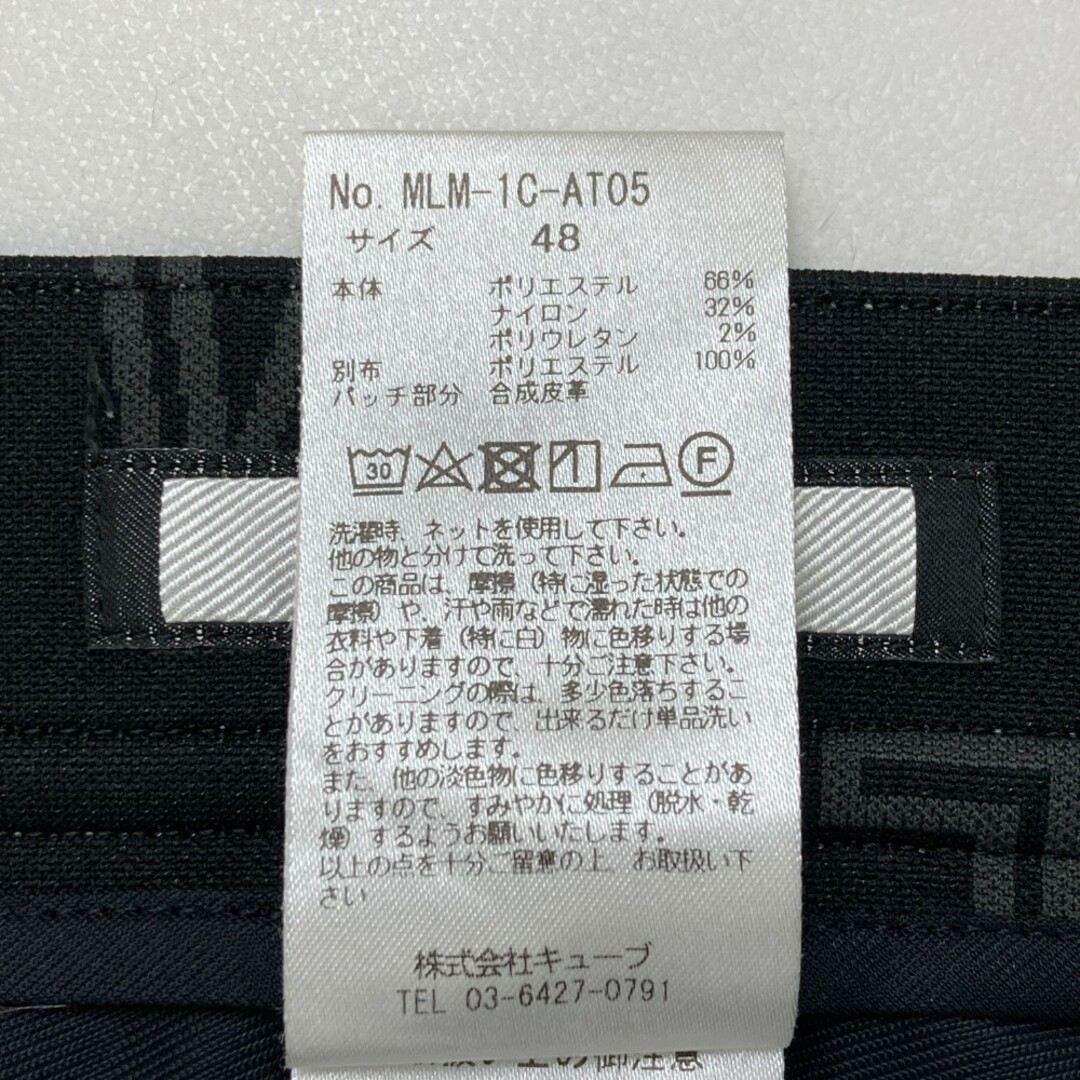 No. MLM-1C-AT05
サイズ 48
本体 ポリエステル 66%
ナイロン 32%
ポリウレタン 2%
別布 ポリエステル 100%
パッチ部分 合成皮革
30 F
洗濯時、ネットを使用して下さい。
他の物と分けて洗って下さい。
この商品は、摩擦（特に湿った状態での
摩擦）や、汗や雨などで濡れた時は他の
衣料や下着（特に白）物に色移りする場
合がありますので、十分ご注意下さい。
クリーニングの際は、多少色落ちするこ
とがありますので、出来るだけ単品洗い
をおすすめします。
また、他の淡色物に色移りすることがあ
りますので、すみやかに処理（脱水・乾
燥）するようお願いいたします。
以上の点を十分ご留意の上、お取扱い下
さい
株式会社キューブ
TEL 03-6427-0791
い上の御注意